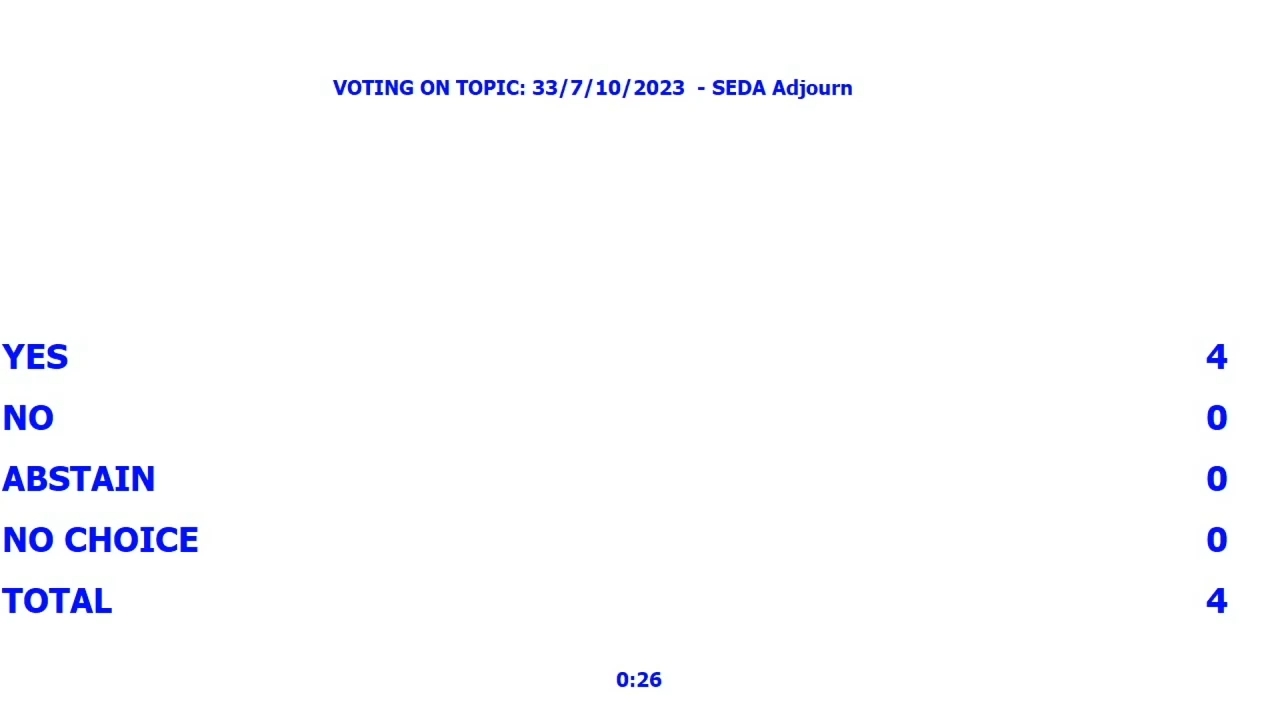 VOTING ON TOPIC: 33/7/10/2023 - SEDA Adjourn
YES 4
NO 0
ABSTAIN 0
NO CHOICE 0
TOTAL 4
0:26